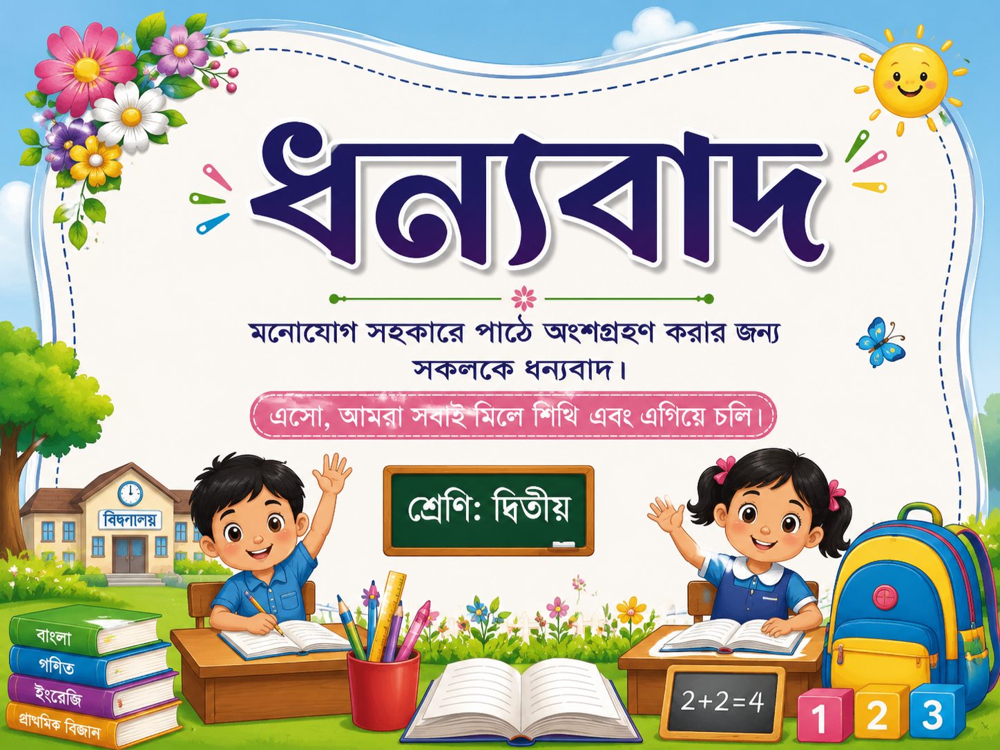 ধন্যবাদ
মনোযোগ সহকারে পাঠে অংশগ্রহণ করার জন্য
সকলকে ধন্যবাদ।
এসো, আমরা সবাই মিলে শিখি এবং এগিয়ে চলি।
শ্রেণি: দ্বিতীয়
বাংলা
গণিত
ইংরেজি
প্রাথমিক বিজ্ঞান
2+2=4
1 2 3